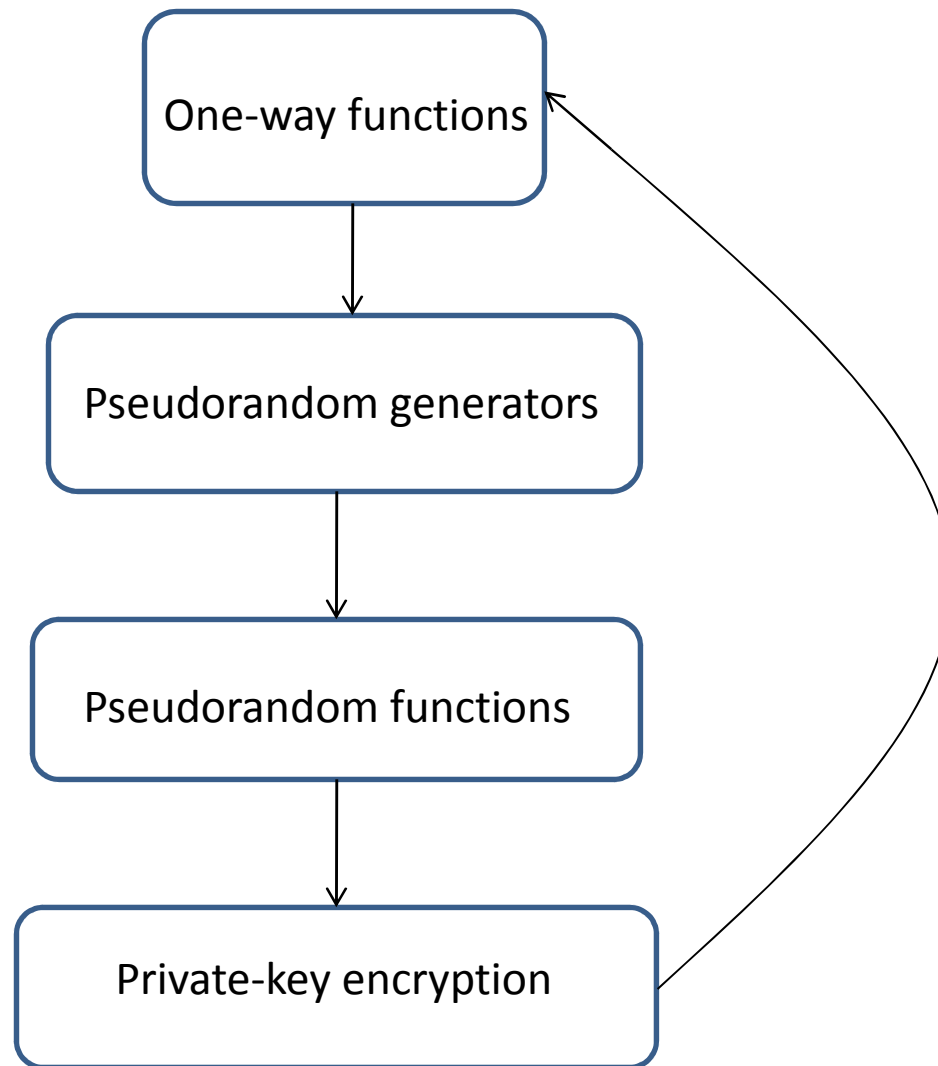 One-way functions
Pseudorandom generators
Pseudorandom functions
Private-key encryption